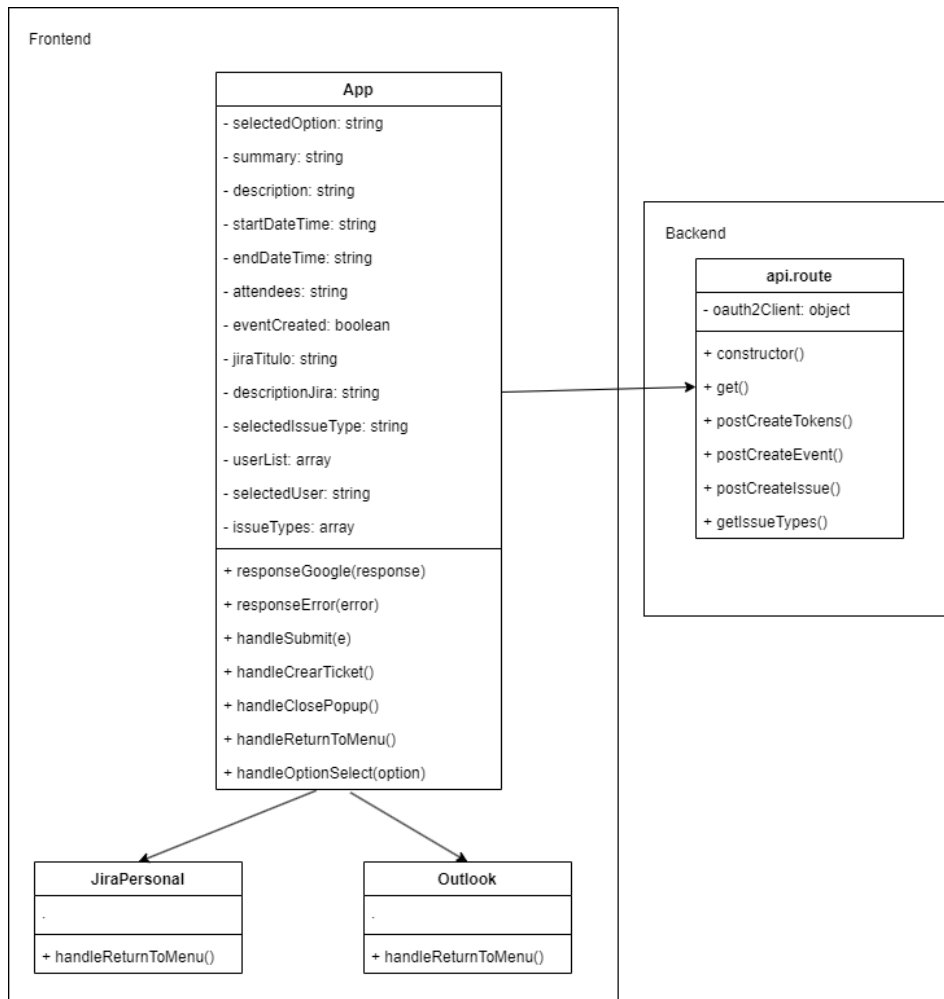 Frontend
App
- selectedOption: string
- summary: string
- description: string
- startDateTime: string
- endDateTime: string
- attendees: string
- eventCreated: boolean
- jiraTitulo: string
- descriptionJira: string
- selectedIssueType: string
- userList: array
- selectedUser: string
- issueTypes: array
+ responseGoogle(response)
+ responseError(error)
+ handleSubmit(e)
+ handleCrearTicket()
+ handleClosePopup()
+ handleReturnToMenu()
+ handleOptionSelect(option)
JiraPersonal
.
+ handleReturnToMenu()
Outlook
.
+ handleReturnToMenu()
Backend
api.route
- oauth2Client: object
+ constructor()
+ get()
+ postCreateTokens()
+ postCreateEvent()
+ postCreateIssue()
+ getIssueTypes()